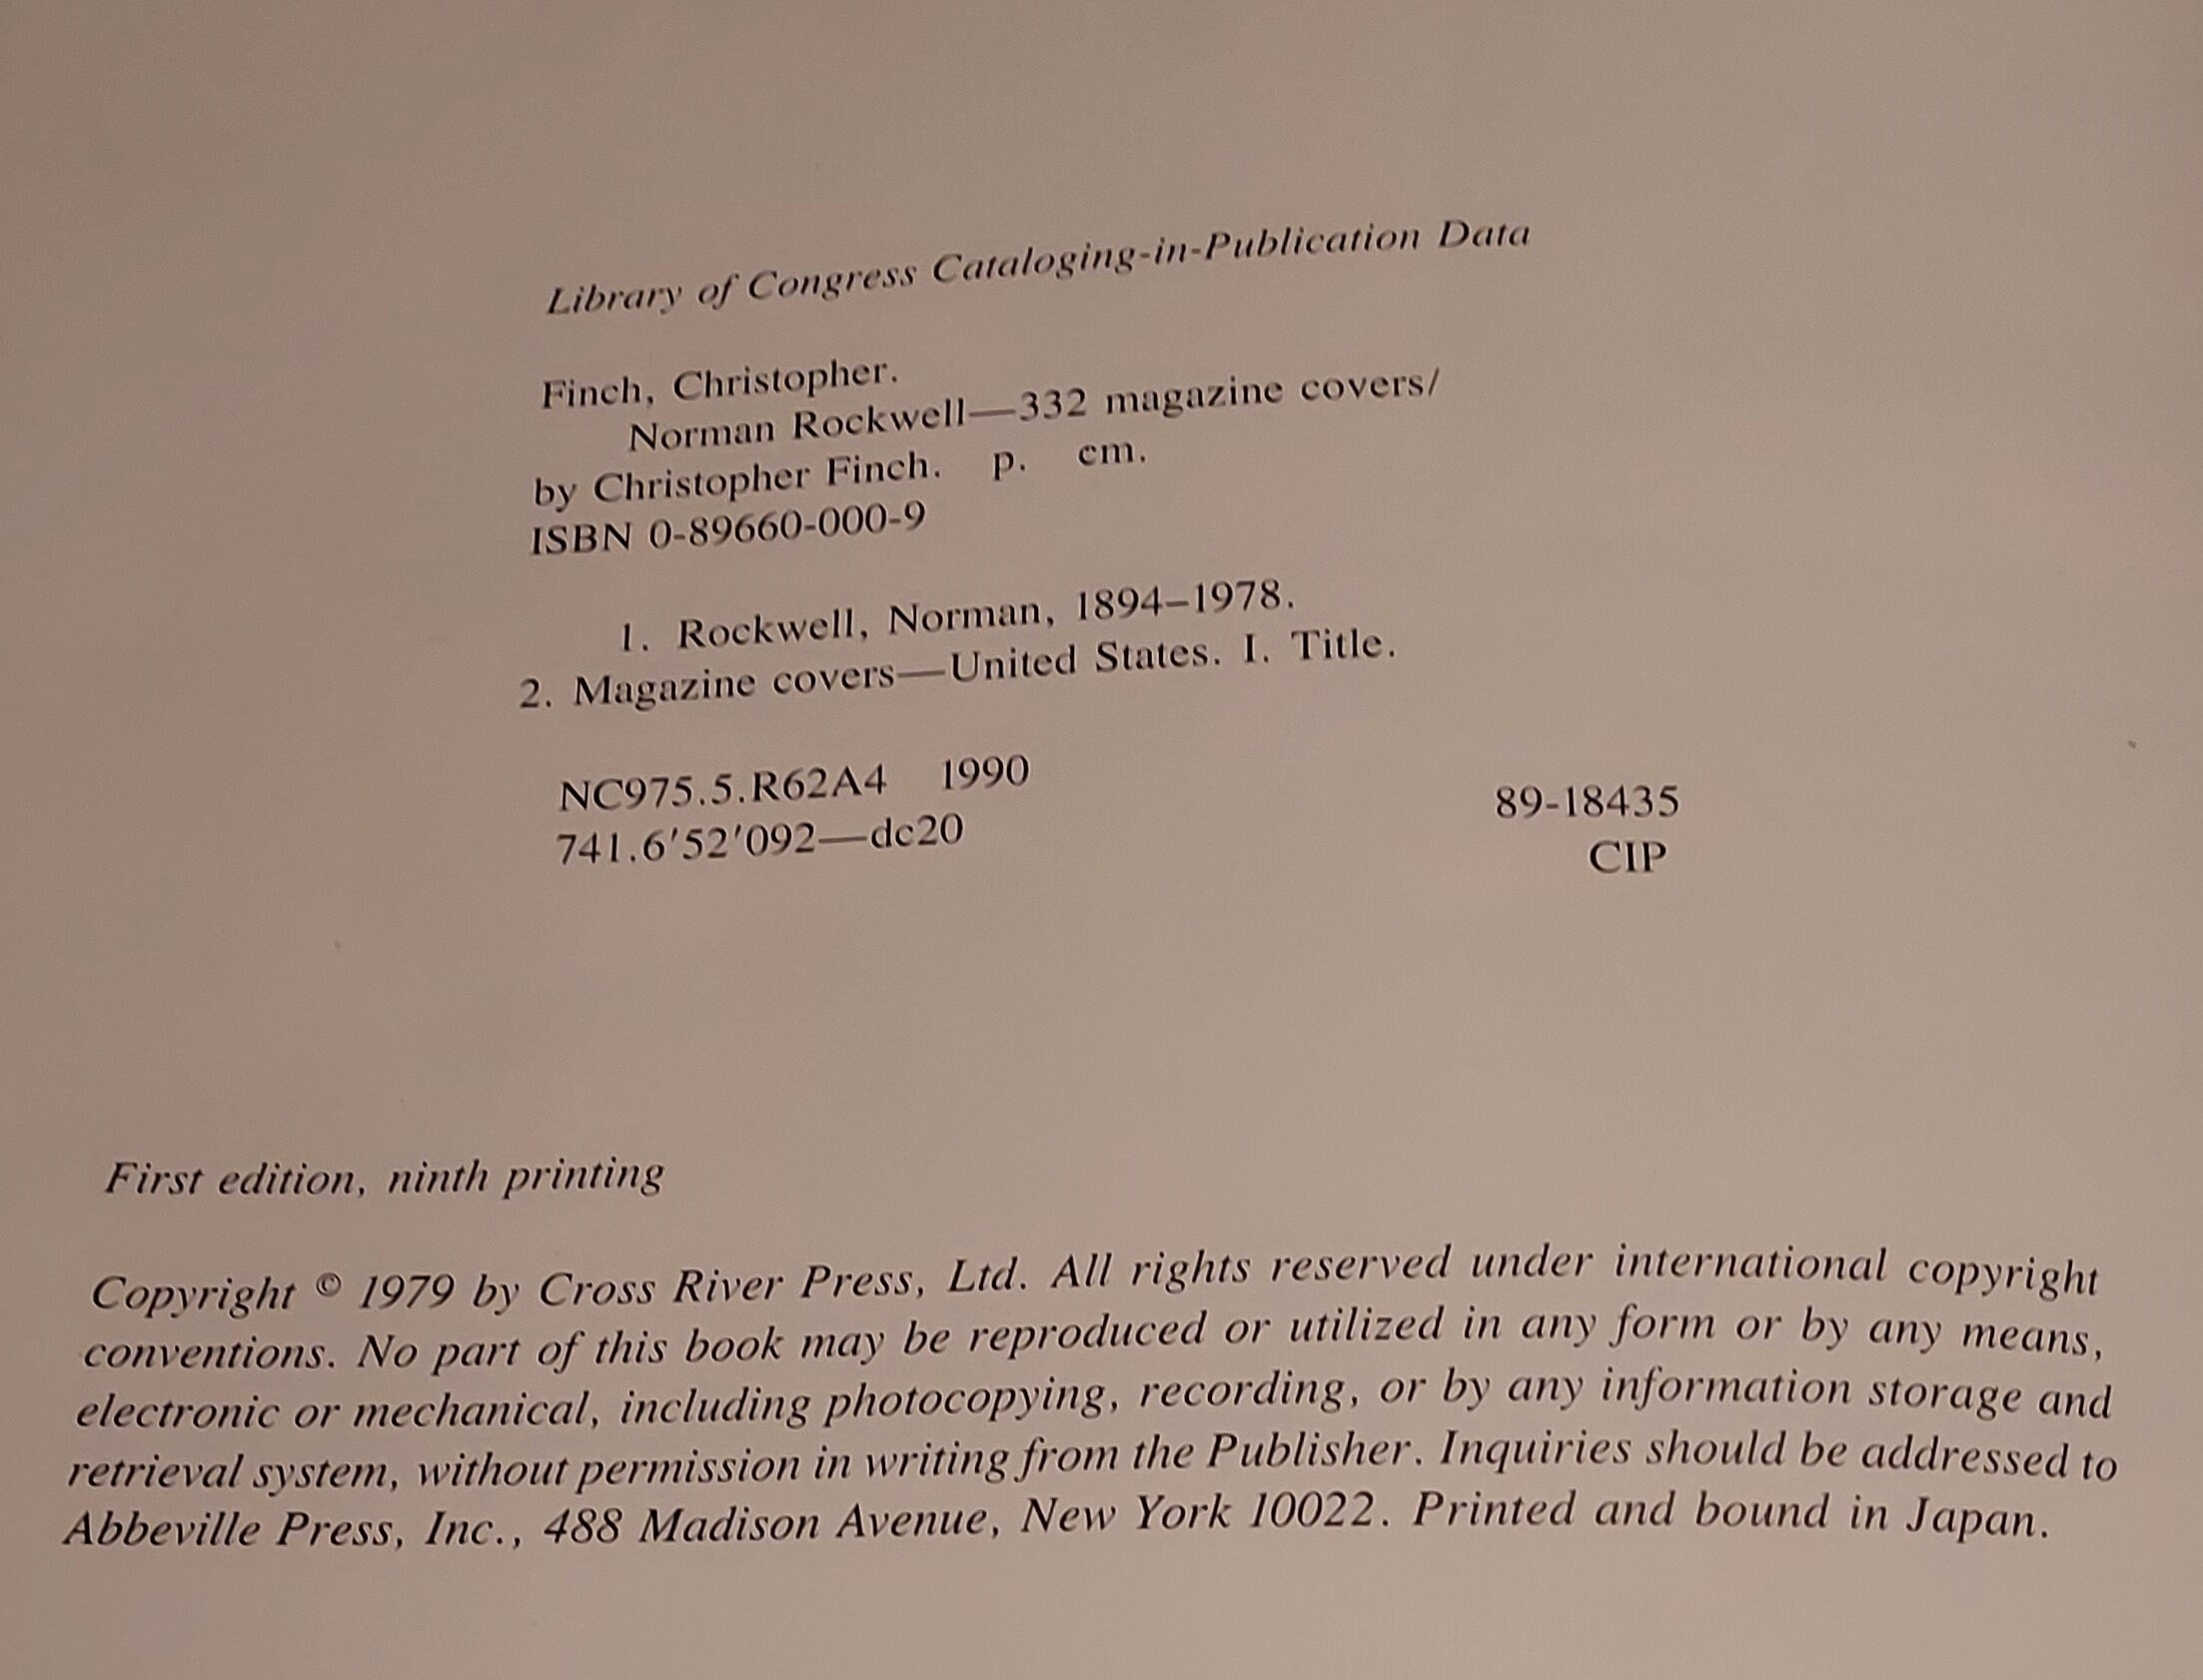 Library of Congress Cataloging-in-Publication Data
Finch, Christopher.
Norman Rockwell—332 magazine covers/
by Christopher Finch. p. cm.
ISBN 0-89660-000-9
1. Rockwell, Norman, 1894–1978.
2. Magazine covers—United States. I. Title.
NC975.5.R62A4 1990
741.6′52′092—dc20
89-18435
CIP
First edition, ninth printing
Copyright © 1979 by Cross River Press, Ltd. All rights reserved under international copyright
conventions. No part of this book may be reproduced or utilized in any form or by any means,
electronic or mechanical, including photocopying, recording, or by any information storage and
retrieval system, without permission in writing from the Publisher. Inquiries should be addressed to
Abbeville Press, Inc., 488 Madison Avenue, New York 10022. Printed and bound in Japan.